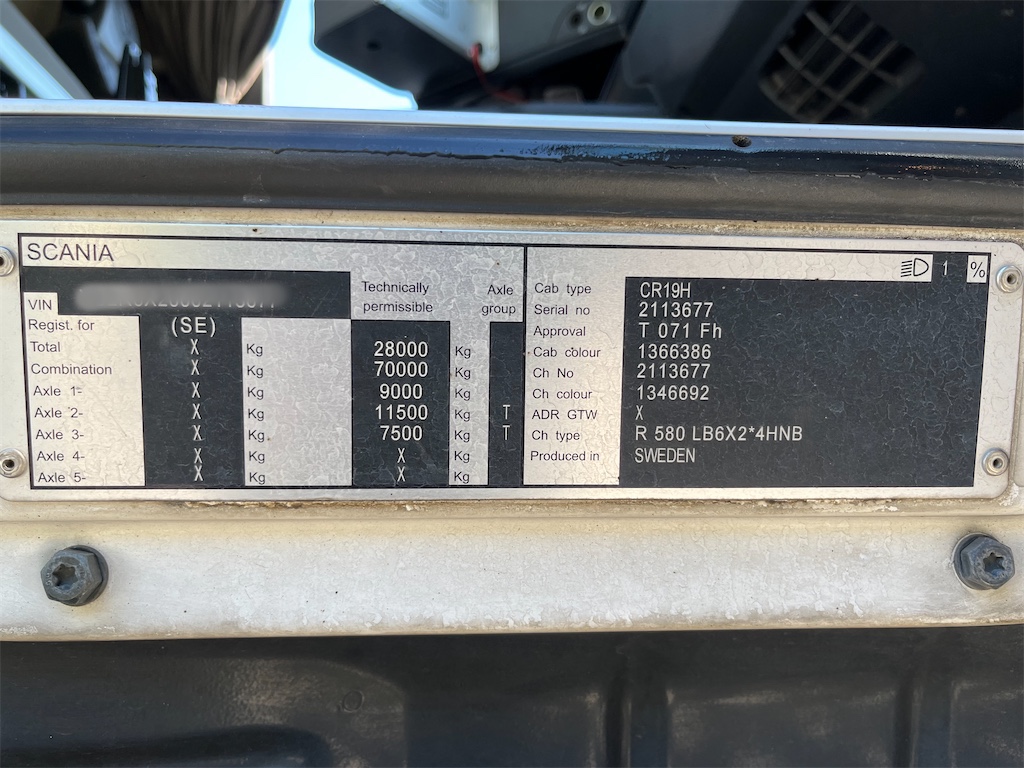 SCANIA
1 %
VIN
Technically permissible
Axle group
Regist. for (SE)
Total X Kg 28000 Kg
Combination X Kg 70000 Kg
Axle 1- X Kg 9000 Kg
Axle 2- X Kg 11500 Kg T
Axle 3- X Kg 7500 Kg T
Axle 4- X Kg X Kg
Axle 5- X Kg X Kg
Cab type CR19H
Serial no 2113677
Approval T 071 Fh
Cab colour 1366386
Ch No 2113677
Ch colour 1346692
ADR GTW X
Ch type R 580 LB6X2*4HNB
Produced in SWEDEN